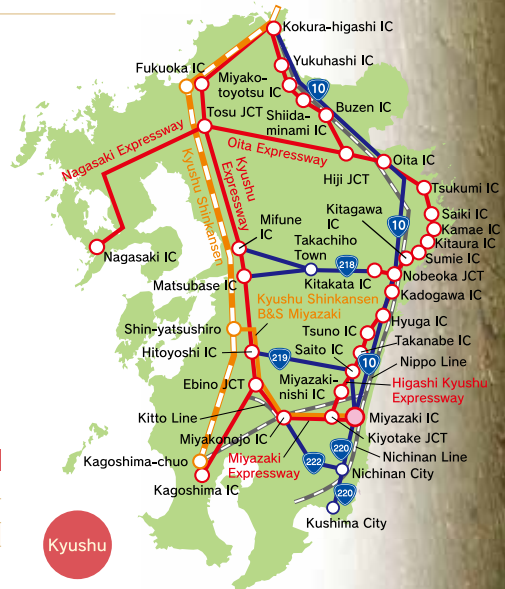 Kokura-higashi IC
Yukuhashi IC
Fukuoka IC
Miyako-
toyotsu IC
10
Buzen IC
Shiida-
minami IC
Tosu JCT
Nagasaki Expressway
Oita Expressway
Oita IC
Hiji JCT
Kyushu Shinkansen
Kyushu
Expressway
Tsukumi IC
Kitagawa
IC
10
Saiki IC
Mifune
IC
Takachiho
Town
Kamae IC
Kitaura IC
Sumie IC
Nagasaki IC
218
Matsubase IC
Kitakata IC
Nobeoka JCT
Kadogawa IC
Kyushu Shinkansen
B&S Miyazaki
Hyuga IC
Shin-yatsushiro
Tsuno IC
Takanabe IC
Hitoyoshi IC
219
Saito IC
10
Nippo Line
Ebino JCT
Miyazaki-
nishi IC
Higashi Kyushu
Expressway
Kitto Line
Miyazaki IC
Miyakonojo IC
Kiyotake JCT
Miyazaki
Expressway
220
Nichinan Line
Kagoshima-chuo
222
Nichinan City
Kagoshima IC
220
Kushima City
Kyushu